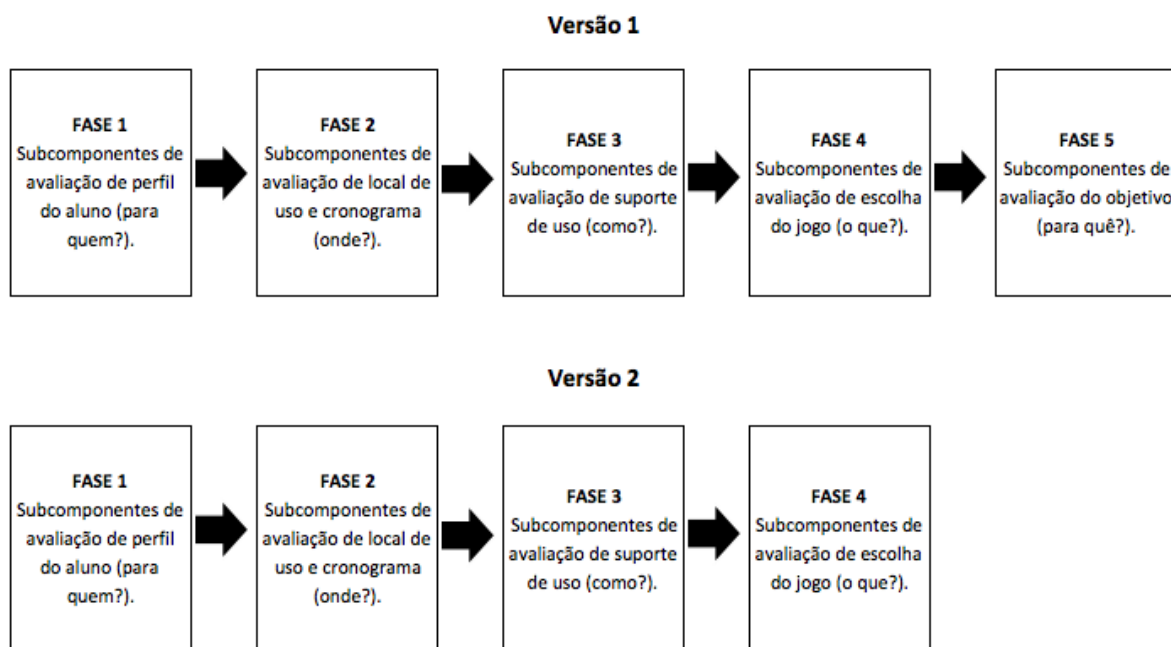 Versão 1
FASE 1
Subcomponentes de
avaliação de perfil
do aluno (para
quem?).
FASE 2
Subcomponentes de
avaliação de local de
uso e cronograma
(onde?).
FASE 3
Subcomponentes de
avaliação de suporte
de uso (como?).
FASE 4
Subcomponentes de
avaliação de escolha
do jogo (o que?).
FASE 5
Subcomponentes de
avaliação do objetivo
(para quê?).
Versão 2
FASE 1
Subcomponentes de
avaliação de perfil
do aluno (para
quem?).
FASE 2
Subcomponentes de
avaliação de local de
uso e cronograma
(onde?).
FASE 3
Subcomponentes de
avaliação de suporte
de uso (como?).
FASE 4
Subcomponentes de
avaliação de escolha
do jogo (o que?).